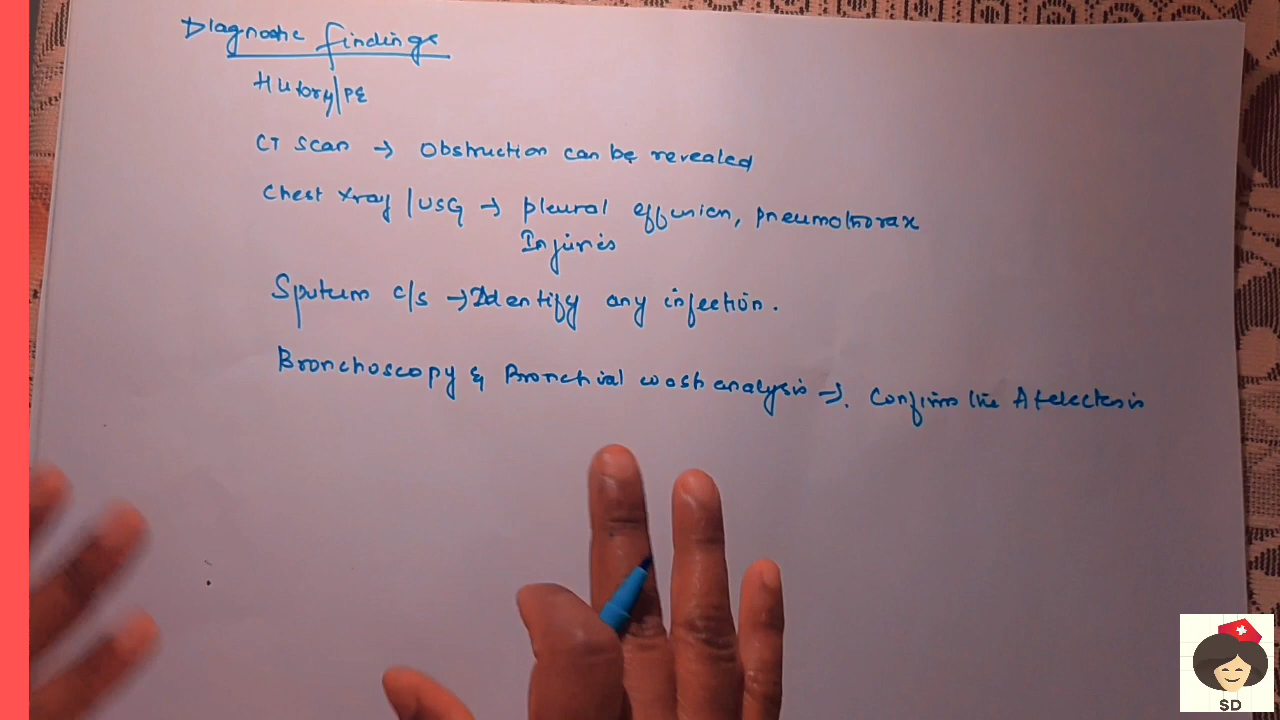 Diagnostic findings
History/PE
CT scan → Obstruction can be revealed
Chest xray/USG → pleural effusion, pneumothorax
Injuries
Sputum c/s → Identify any infection.
Bronchoscopy & Bronchial wash analysis →. Confirm the Atelectasis
SD